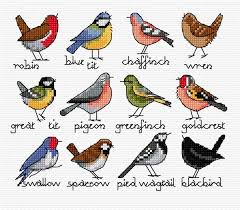 robin blue tit chaffinch wren
great tit pigeon greenfinch goldcrest
swallow sparrow pied wagtail blackbird